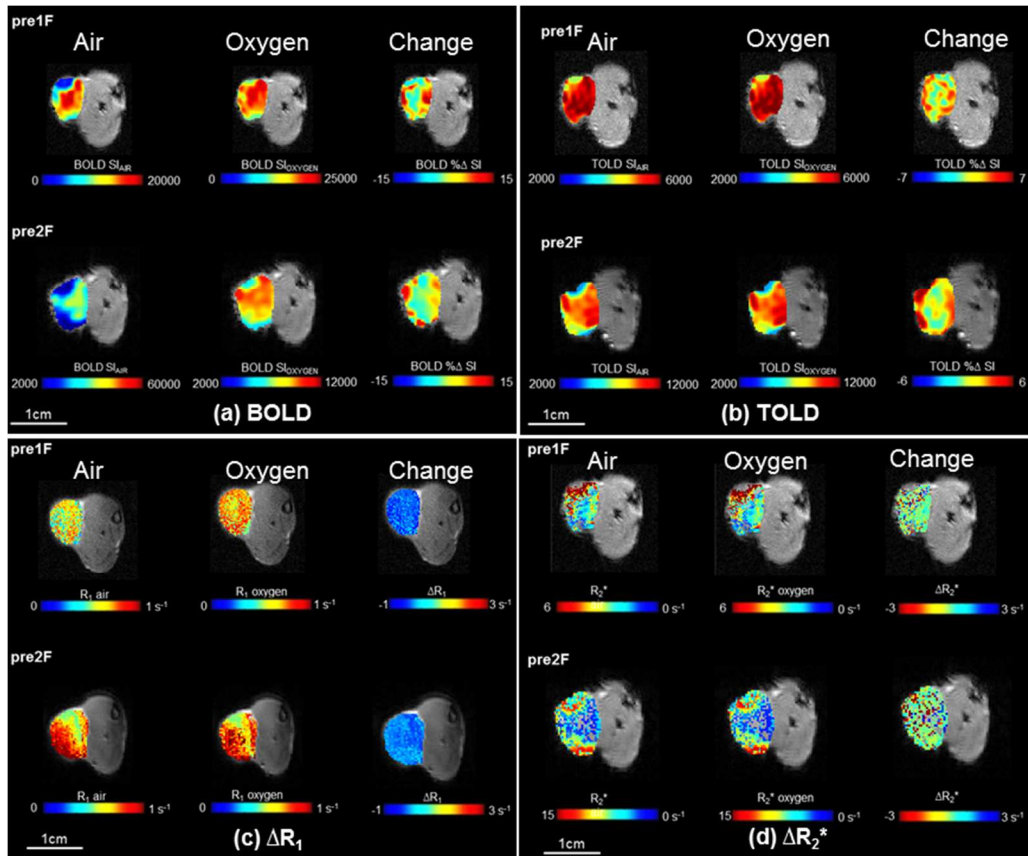 pre1F
Air Oxygen Change
BOLD SI_AIR BOLD SI_OXYGEN BOLD %Δ SI
0 20000 0 25000 -15 15
pre2F
BOLD SI_AIR BOLD SI_OXYGEN BOLD %Δ SI
2000 60000 2000 12000 -15 15
1cm
(a) BOLD
pre1F
Air Oxygen Change
TOLD SI_AIR TOLD SI_OXYGEN TOLD %Δ SI
2000 6000 2000 6000 -7 7
pre2F
TOLD SI_AIR TOLD SI_OXYGEN TOLD %Δ SI
2000 12000 2000 12000 -6 6
1cm
(b) TOLD
pre1F
Air Oxygen Change
R₁ air R₁ oxygen ΔR₁
0 1 s⁻¹ 0 1 s⁻¹ -1 3 s⁻¹
pre2F
R₁ air R₁ oxygen ΔR₁
0 1 s⁻¹ 0 1 s⁻¹ -1 3 s⁻¹
1cm
(c) ΔR₁
pre1F
Air Oxygen Change
R₂* R₂* oxygen ΔR₂*
6 0 s⁻¹ 6 0 s⁻¹ -3 3 s⁻¹
pre2F
R₂* R₂* oxygen ΔR₂*
15 0 s⁻¹ 15 0 s⁻¹ -3 3 s⁻¹
1cm
(d) ΔR₂*